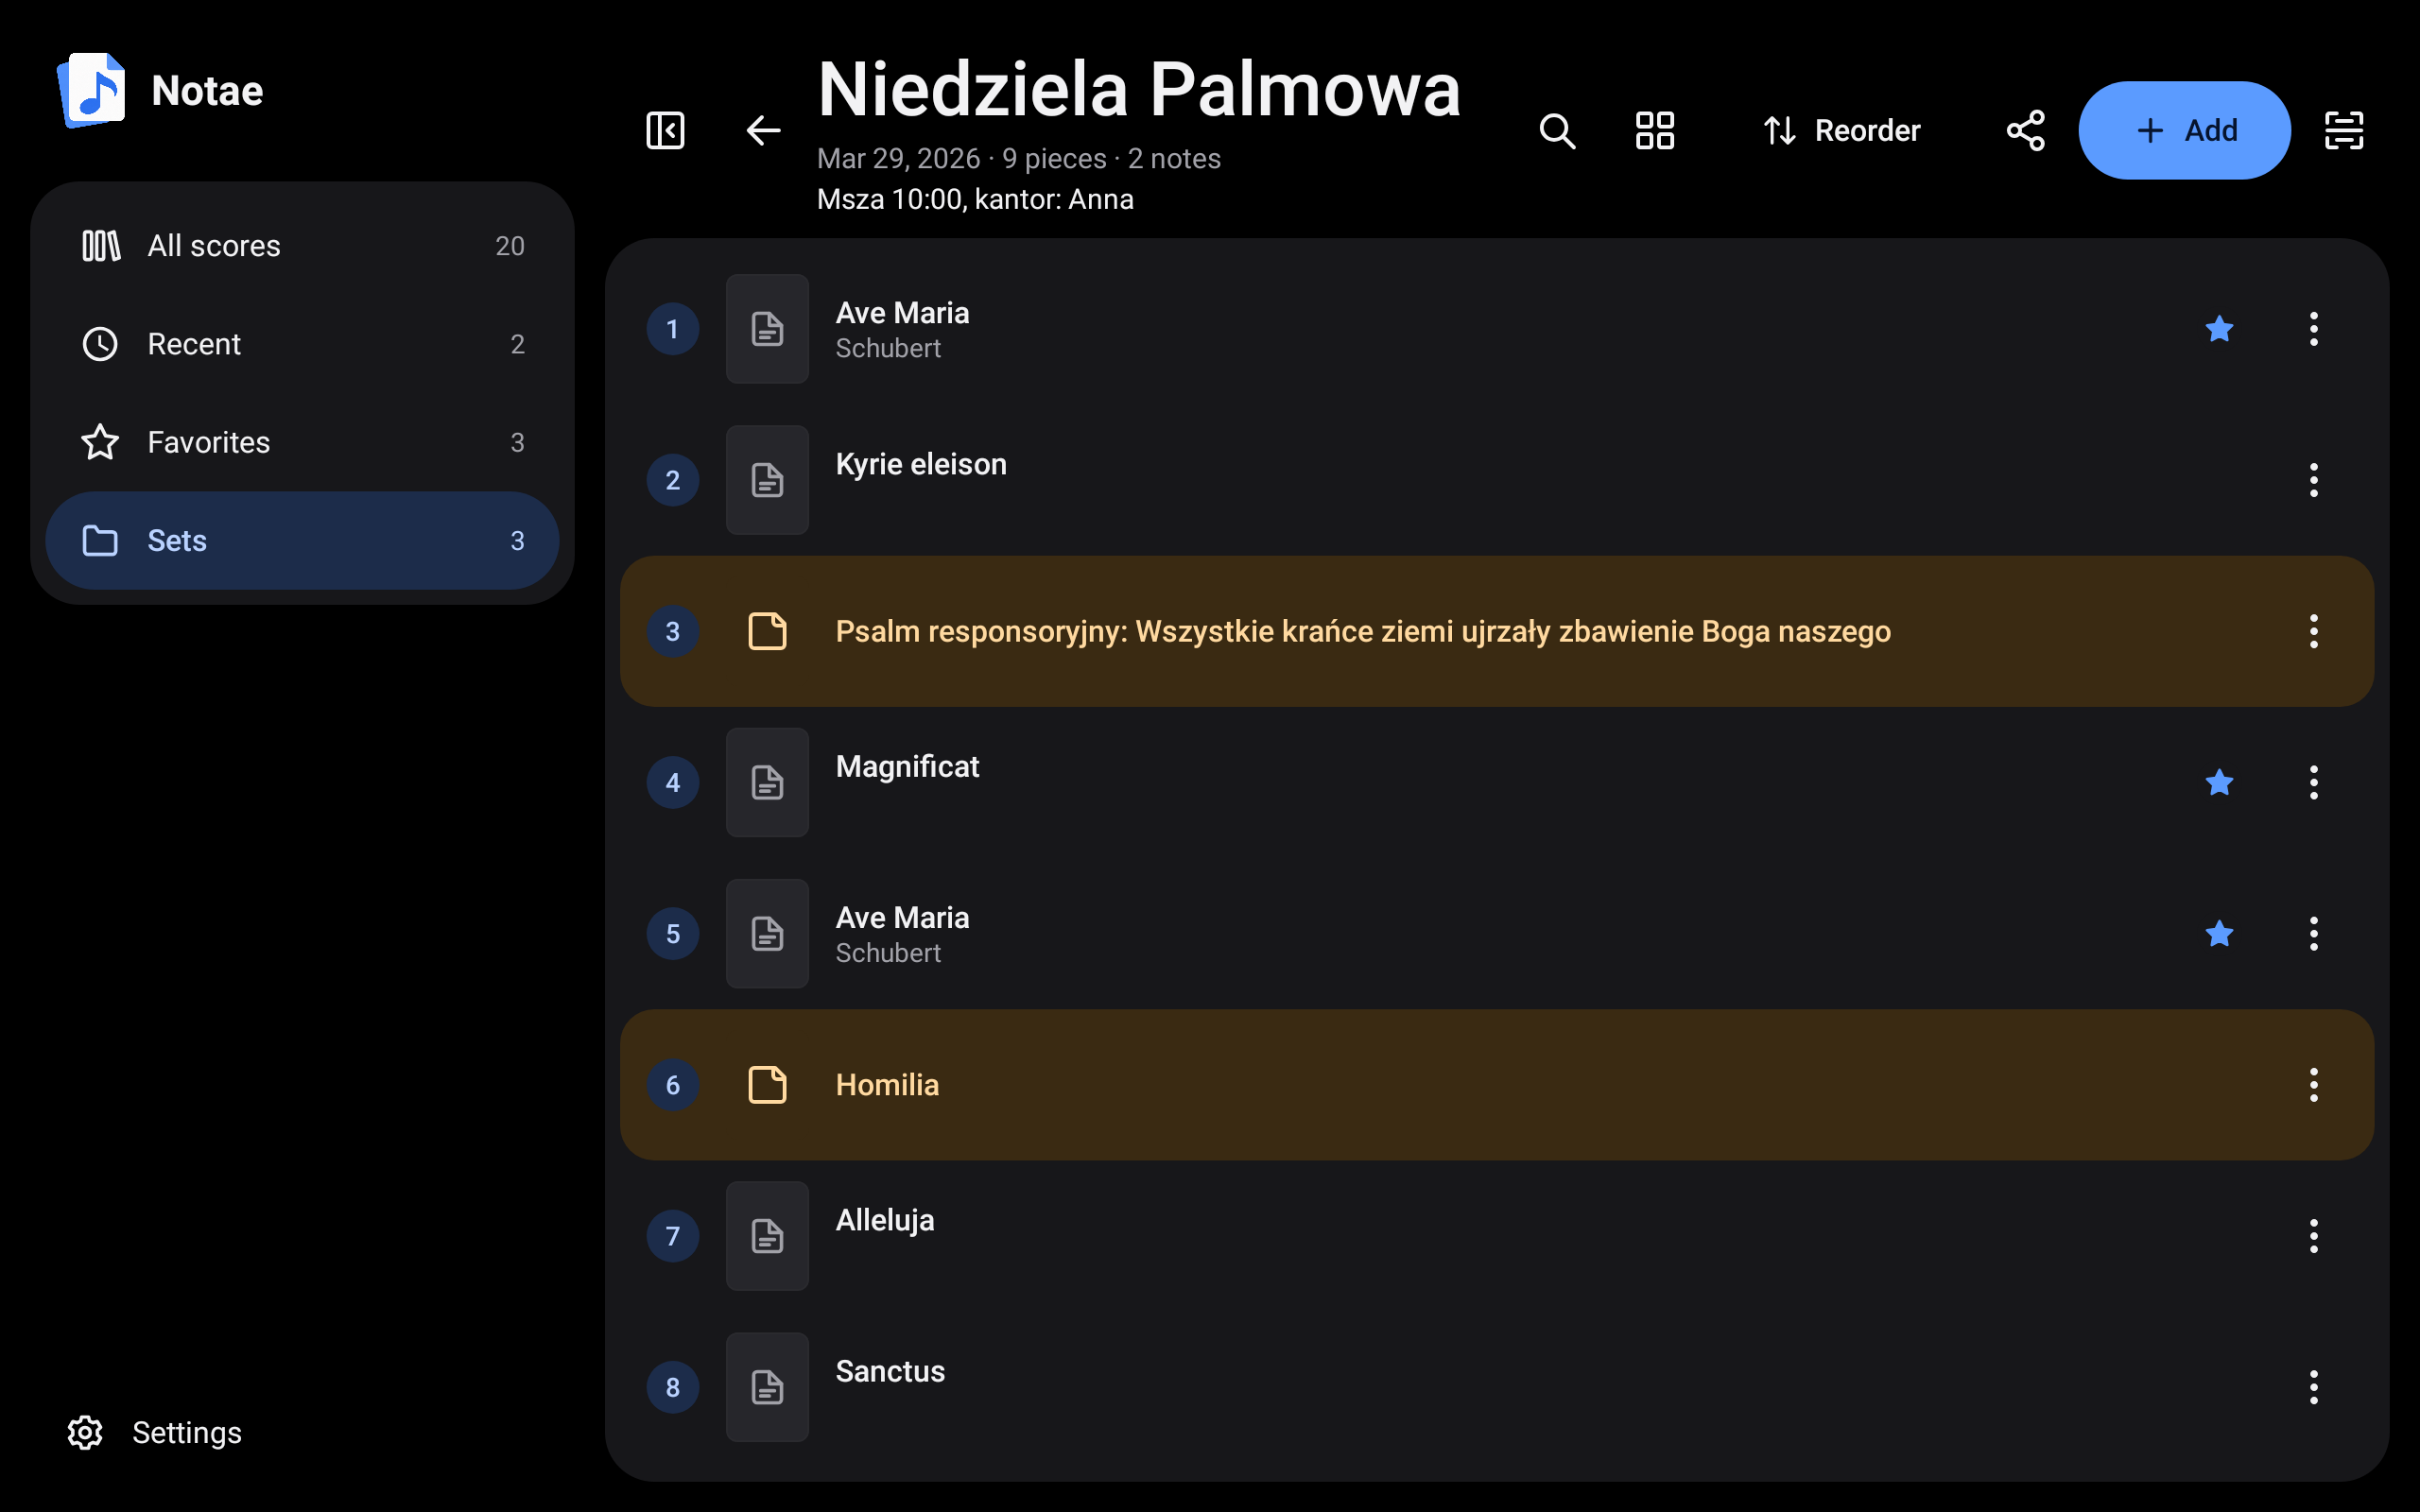 Notae
All scores 20
Recent 2
Favorites 3
Sets 3
Settings
Niedziela Palmowa
Mar 29, 2026 · 9 pieces · 2 notes
Msza 10:00, kantor: Anna
Reorder
Add
1
Ave Maria
Schubert
2
Kyrie eleison
3
Psalm responsoryjny: Wszystkie krańce ziemi ujrzały zbawienie Boga naszego
4
Magnificat
5
Ave Maria
Schubert
6
Homilia
7
Alleluja
8
Sanctus